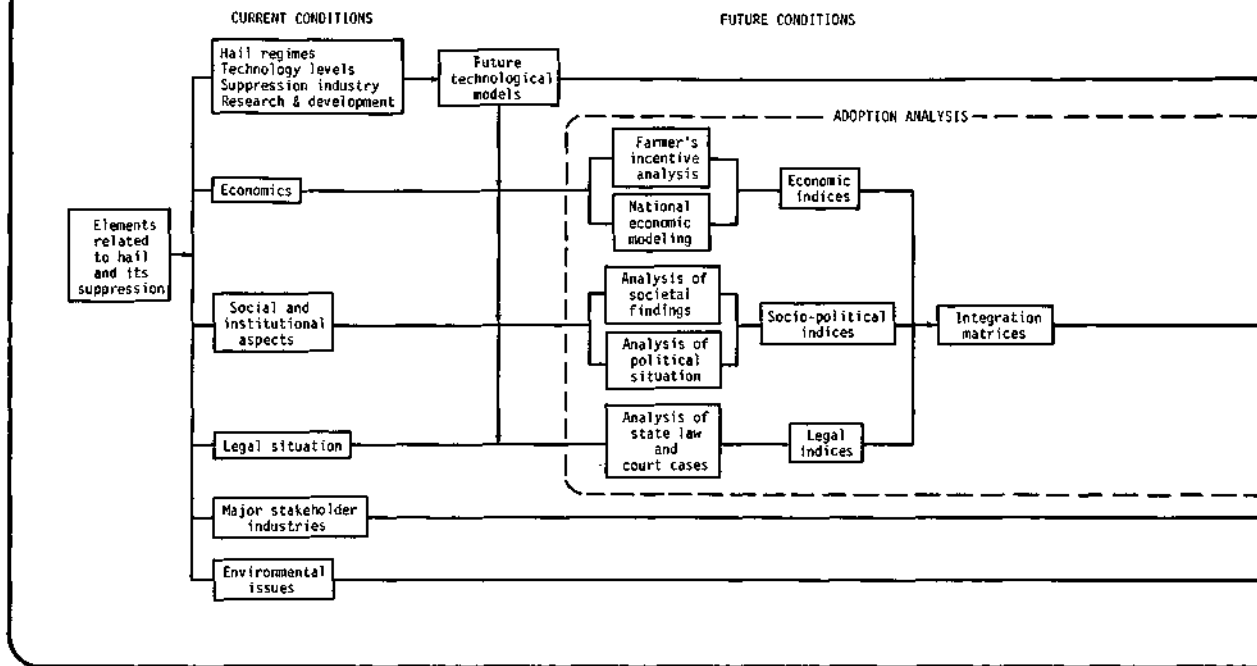 CURRENT CONDITIONS
FUTURE CONDITIONS
Hail regimes
Technology levels
Suppression industry
Research & development
Future
technological
models
ADOPTION ANALYSIS
Farmer's
incentive
analysis
Economics
Economic
indices
National
economic
modeling
Elements
related
to hail
and its
suppression
Analysis of
societal
findings
Social and
institutional
aspects
Socio-political
indices
Integration
matrices
Analysis of
political
situation
Analysis of
state law
and
court cases
Legal situation
Legal
indices
Major stakeholder
industries
Environmental
issues